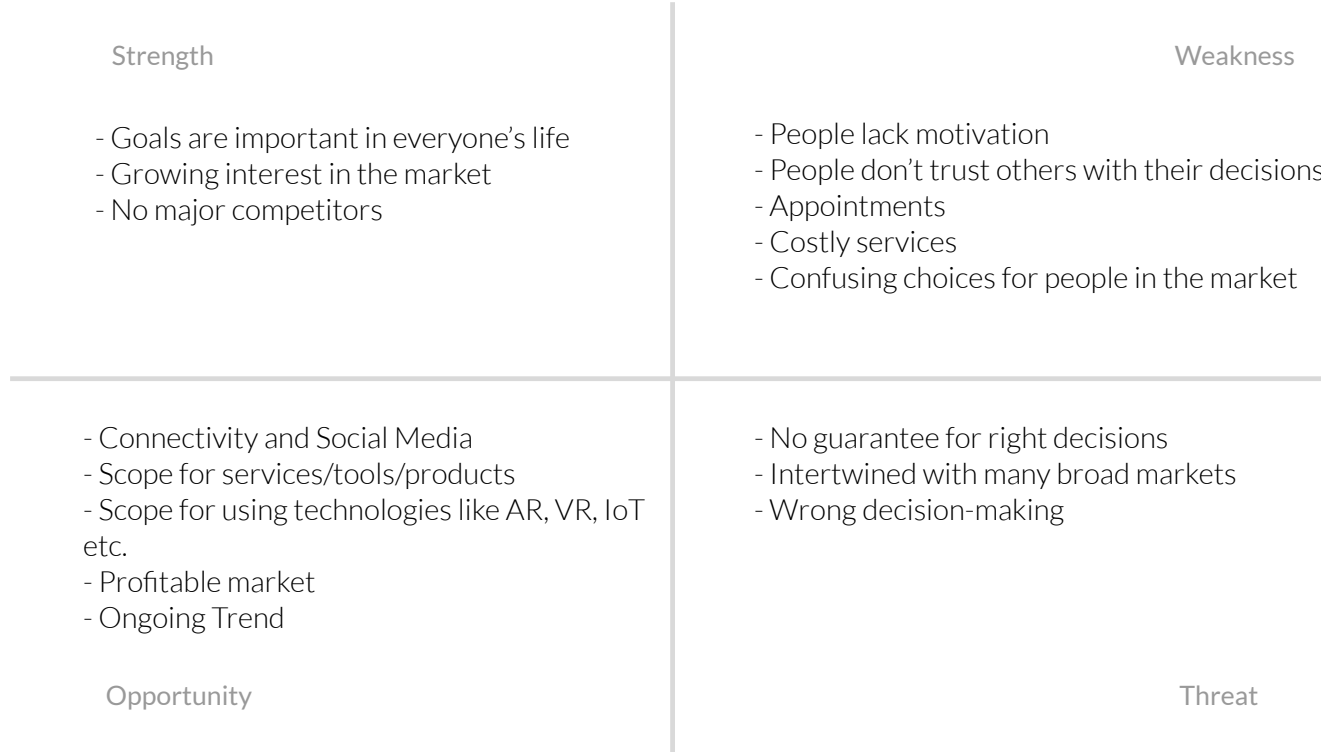 Strength
- Goals are important in everyone’s life
- Growing interest in the market
- No major competitors
Weakness
- People lack motivation
- People don’t trust others with their decisions
- Appointments
- Costly services
- Confusing choices for people in the market
- Connectivity and Social Media
- Scope for services/tools/products
- Scope for using technologies like AR, VR, IoT
etc.
- Profitable market
- Ongoing Trend
Opportunity
- No guarantee for right decisions
- Intertwined with many broad markets
- Wrong decision-making
Threat